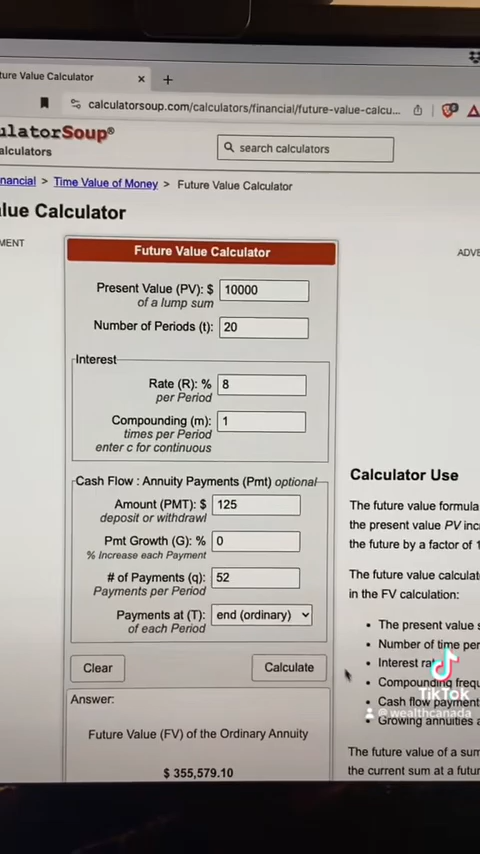 ture Value Calculator
calculatorsoup.com/calculators/financial/future-value-calcu...
ulatorSoup®
alculators
search calculators
nancial > Time Value of Money > Future Value Calculator
lue Calculator
MENT
ADVE
Future Value Calculator
Present Value (PV): $ 10000
of a lump sum
Number of Periods (t): 20
Interest
Rate (R): % 8
per Period
Compounding (m): 1
times per Period
enter c for continuous
Cash Flow : Annuity Payments (Pmt) optional
Amount (PMT): $ 125
deposit or withdrawl
Pmt Growth (G): % 0
% Increase each Payment
# of Payments (q): 52
Payments per Period
Payments at (T): end (ordinary)
of each Period
Clear
Calculate
Answer:
Future Value (FV) of the Ordinary Annuity
$ 355,579.10
Calculator Use
The future value formula
the present value PV inc
the future by a factor of 1
The future value calculat
in the FV calculation:
• The present value s
• Number of time per
• Interest ra
• Compounding frequ
• Cash flow payment
• Growing annuities a
The future value of a sum
the current sum at a futur
TikTok
@wealthcanada